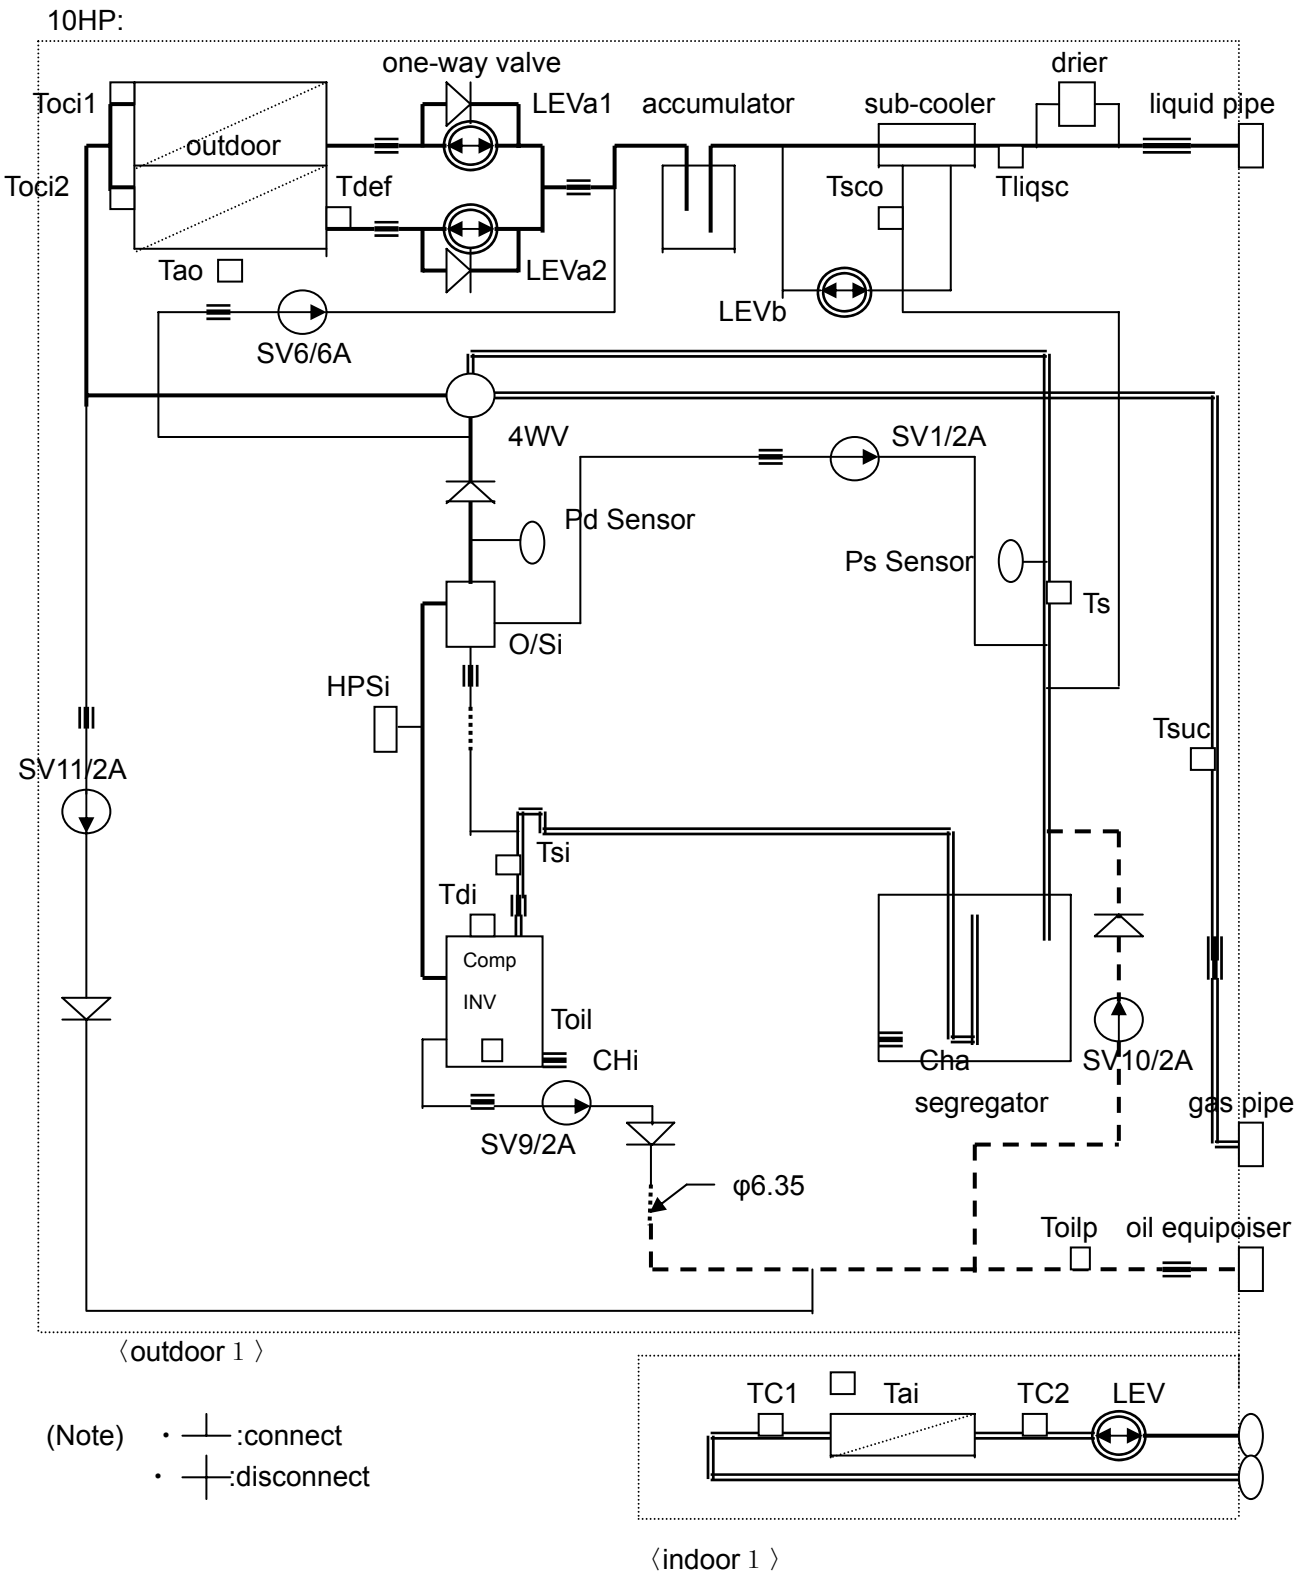 10HP:
one-way valve
drier
Toci1
LEVa1
accumulator
sub-cooler
liquid pipe
outdoor
Toci2
Tdef
Tsco
Tliqsc
Tao
LEVa2
LEVb
SV6/6A
4WV
SV1/2A
Pd Sensor
Ps Sensor
Ts
O/Si
HPSi
Tsuc
SV11/2A
Tsi
Tdi
Comp
INV
Toil
CHi
Cha
SV10/2A
segregator
gas pipe
SV9/2A
φ6.35
Toilp
oil equipoiser
〈outdoor 1 〉
TC1
Tai
TC2
LEV
(Note) · :connect
· :disconnect
〈indoor 1 〉